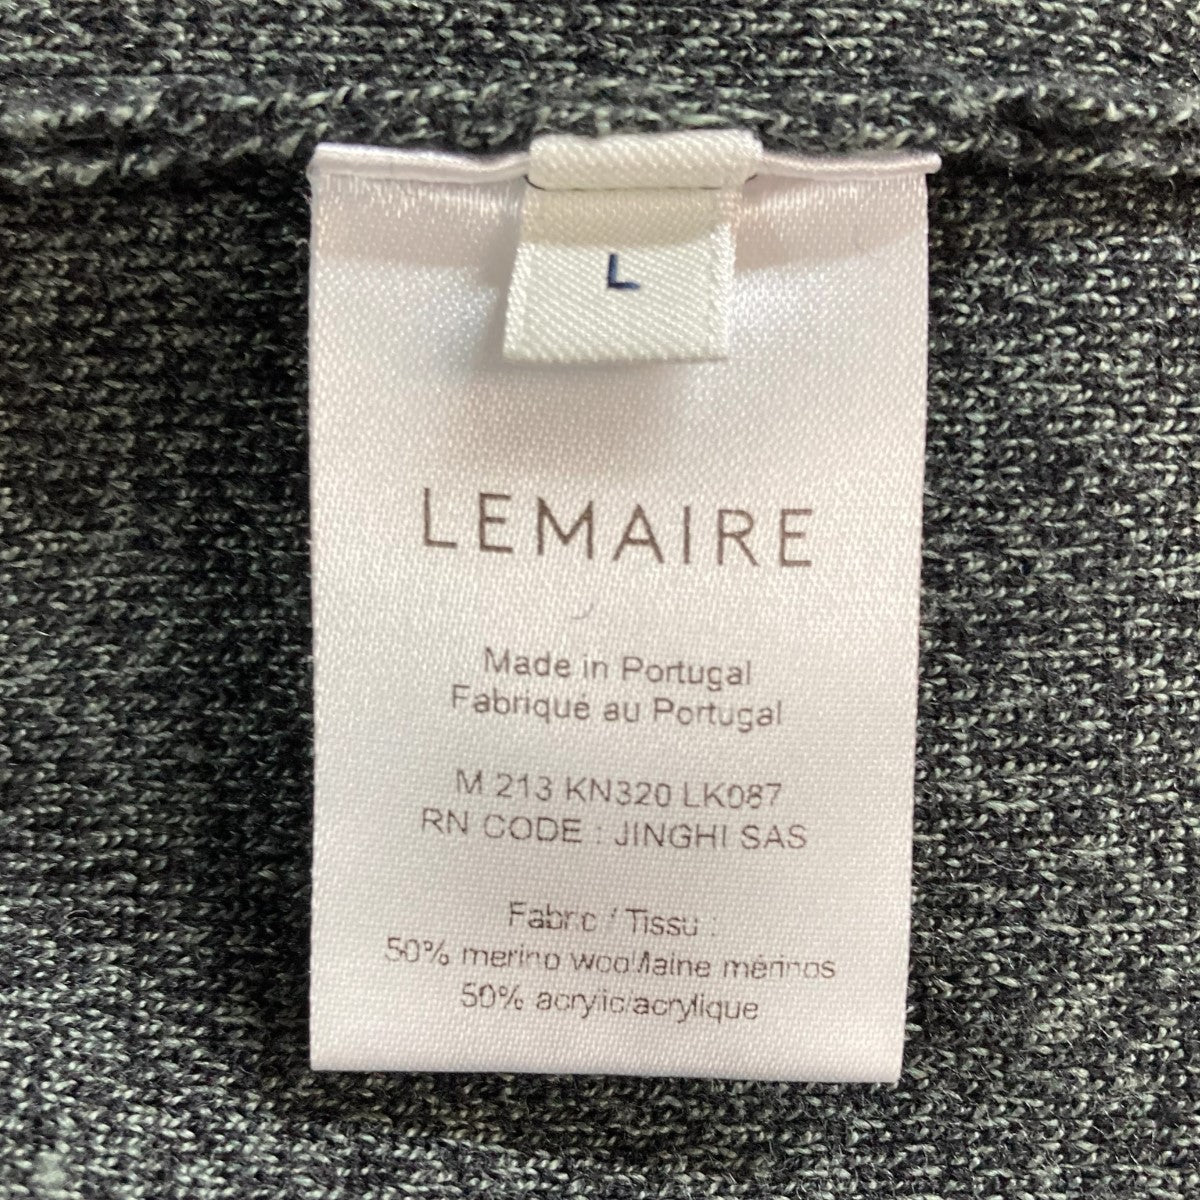 L
LEMAIRE
Made in Portugal
Fabriqué au Portugal
M 213 KN320 LK087
RN CODE : JINGHI SAS
Fabric / Tissu :
50% merino wool/laine mérinos
50% acrylic/acrylique